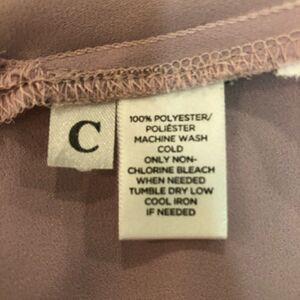 C
100% POLYESTER/
POLIÉSTER
MACHINE WASH
COLD
ONLY NON-
CHLORINE BLEACH
WHEN NEEDED
TUMBLE DRY LOW
COOL IRON
IF NEEDED